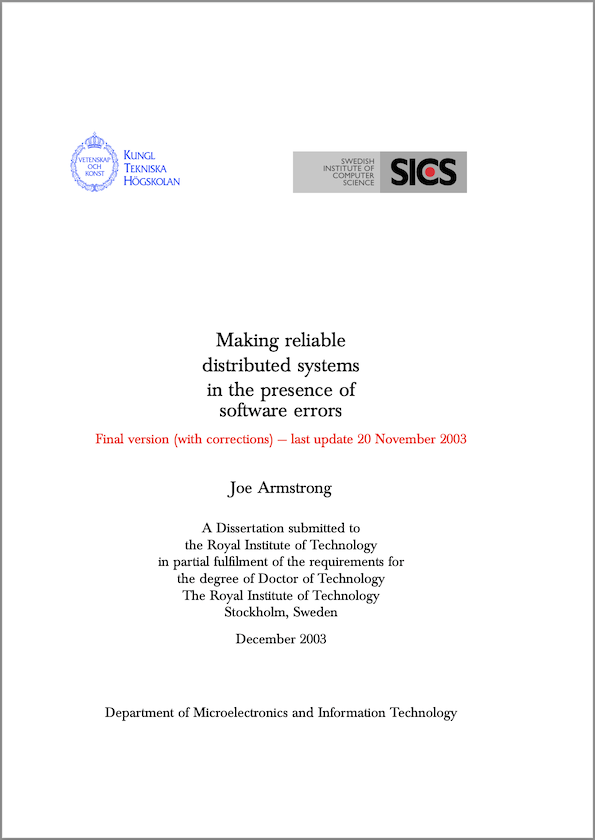 VETENSKAP
OCH
KONST
KUNGL
TEKNISKA
HÖGSKOLAN
SWEDISH
INSTITUTE OF
COMPUTER
SCIENCE
SICS
Making reliable
distributed systems
in the presence of
software errors
Final version (with corrections) — last update 20 November 2003
Joe Armstrong
A Dissertation submitted to
the Royal Institute of Technology
in partial fulfilment of the requirements for
the degree of Doctor of Technology
The Royal Institute of Technology
Stockholm, Sweden
December 2003
Department of Microelectronics and Information Technology